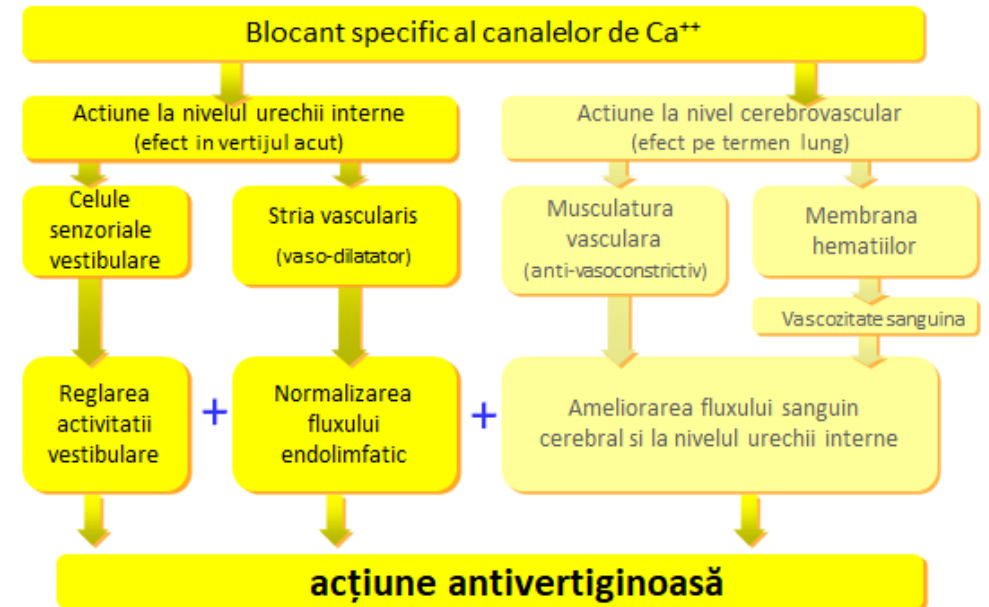 Blocant specific al canalelor de Ca⁺⁺
Actiune la nivelul urechii interne
(efect in vertijul acut)
Actiune la nivel cerebrovascular
(efect pe termen lung)
Celule
senzoriale
vestibulare
Stria vascularis
(vaso-dilatator)
Musculatura
vasculara
(anti-vasoconstrictiv)
Membrana
hematiilor
Vascozitate sanguina
Reglarea
activitatii
vestibulare
+
Normalizarea
fluxului
endolimfatic
+
Ameliorarea fluxului sanguin
cerebral si la nivelul urechii interne
acțiune antivertiginoasă